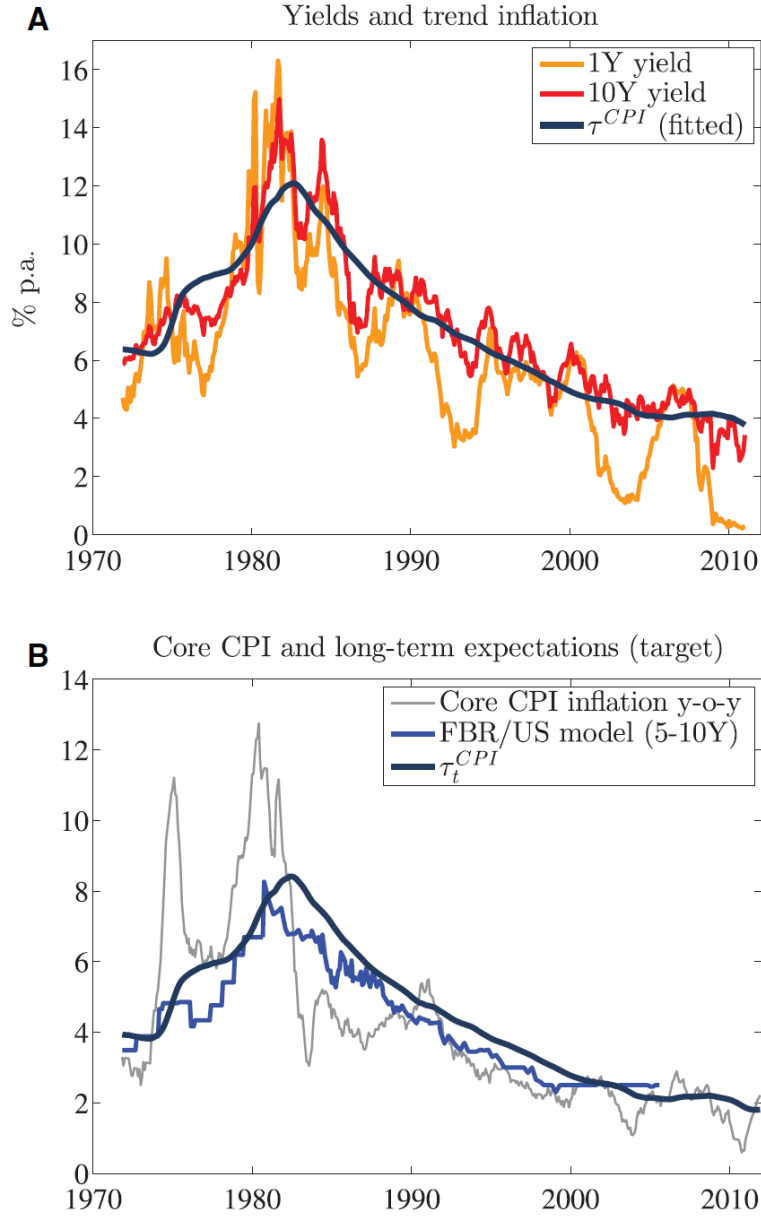 A
Yields and trend inflation
1Y yield
10Y yield
τ^CPI (fitted)
% p.a.
16
14
12
10
8
6
4
2
0
1970
1980
1990
2000
2010
B
Core CPI and long-term expectations (target)
Core CPI inflation y-o-y
FBR/US model (5-10Y)
τ_t^CPI
14
12
10
8
6
4
2
0
1970
1980
1990
2000
2010